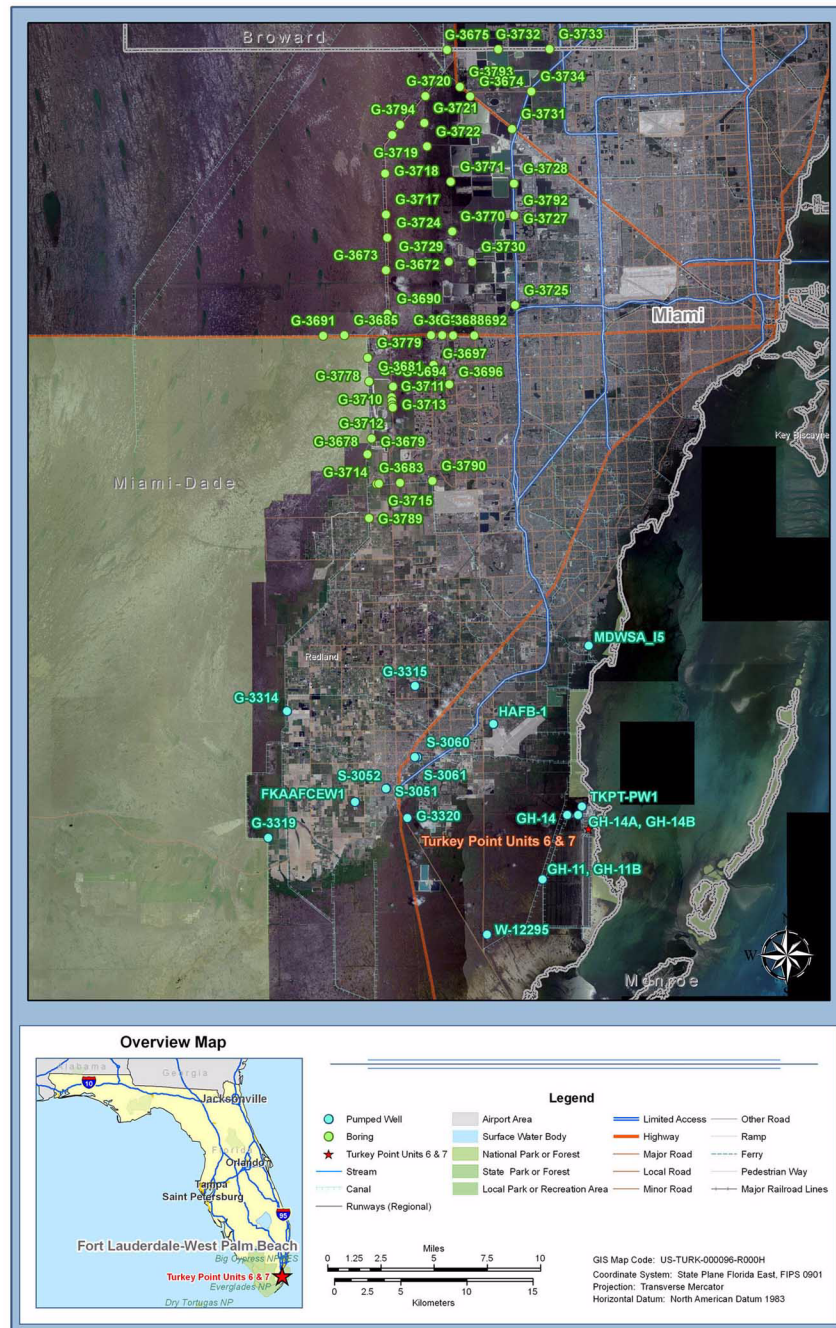 Broward
G-3675
G-3732
G-3733
G-3793
G-3720
G-3674
G-3734
G-3721
G-3794
G-3722
G-3731
G-3719
G-3718
G-3771
G-3728
G-3717
G-3792
G-3724
G-3770
G-3727
G-3729
G-3730
G-3673
G-3672
G-3690
G-3725
Miami
G-3691
G-3685
G-3688
G-3779
G-3697
G-3681
G-3778
G-3711
G-3696
G-3710
G-3713
G-3712
G-3678
G-3679
Key Biscayne
Miami-Dade
G-3714
G-3683
G-3790
G-3715
G-3789
MDWSA_I5
Redland
G-3315
G-3314
HAFB-1
S-3060
S-3052
S-3061
FKAAFCEW1
S-3051
TKPT-PW1
G-3319
G-3320
GH-14
GH-14A, GH-14B
Turkey Point Units 6 & 7
GH-11, GH-11B
W-12295
N
W
E
S
Monroe
Overview Map
Alabama
Georgia
10
Jacksonville
Florida
Orlando
Tampa
Saint Petersburg
95
Fort Lauderdale-West Palm Beach
Turkey Point Units 6 & 7
Everglades NP
Dry Tortugas NP
Legend
Pumped Well
Boring
Turkey Point Units 6 & 7
Stream
Canal
Runways (Regional)
Airport Area
Surface Water Body
National Park or Forest
State Park or Forest
Local Park or Recreation Area
Limited Access
Highway
Major Road
Local Road
Minor Road
Other Road
Ramp
Ferry
Pedestrian Way
Major Railroad Lines
Miles
0 1.25 2.5 5 7.5 10
0 2.5 5 10 15
Kilometers
GIS Map Code: US-TURK-000096-R000H
Coordinate System: State Plane Florida East, FIPS 0901
Projection: Transverse Mercator
Horizontal Datum: North American Datum 1983